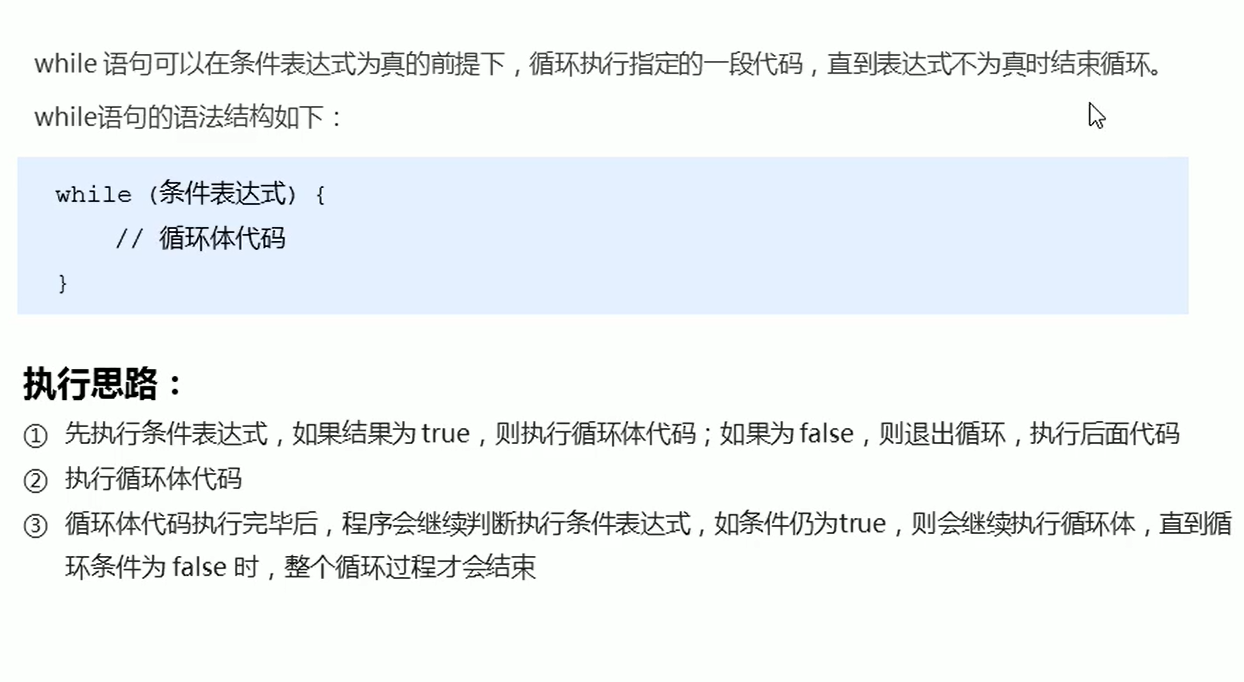 while 语句可以在条件表达式为真的前提下，循环执行指定的一段代码，直到表达式不为真时结束循环。
while语句的语法结构如下：
while (条件表达式) {
    // 循环体代码
}
执行思路：
① 先执行条件表达式，如果结果为 true，则执行循环体代码；如果为 false，则退出循环，执行后面代码
② 执行循环体代码
③ 循环体代码执行完毕后，程序会继续判断执行条件表达式，如条件仍为true，则会继续执行循环体，直到循
环条件为 false 时，整个循环过程才会结束